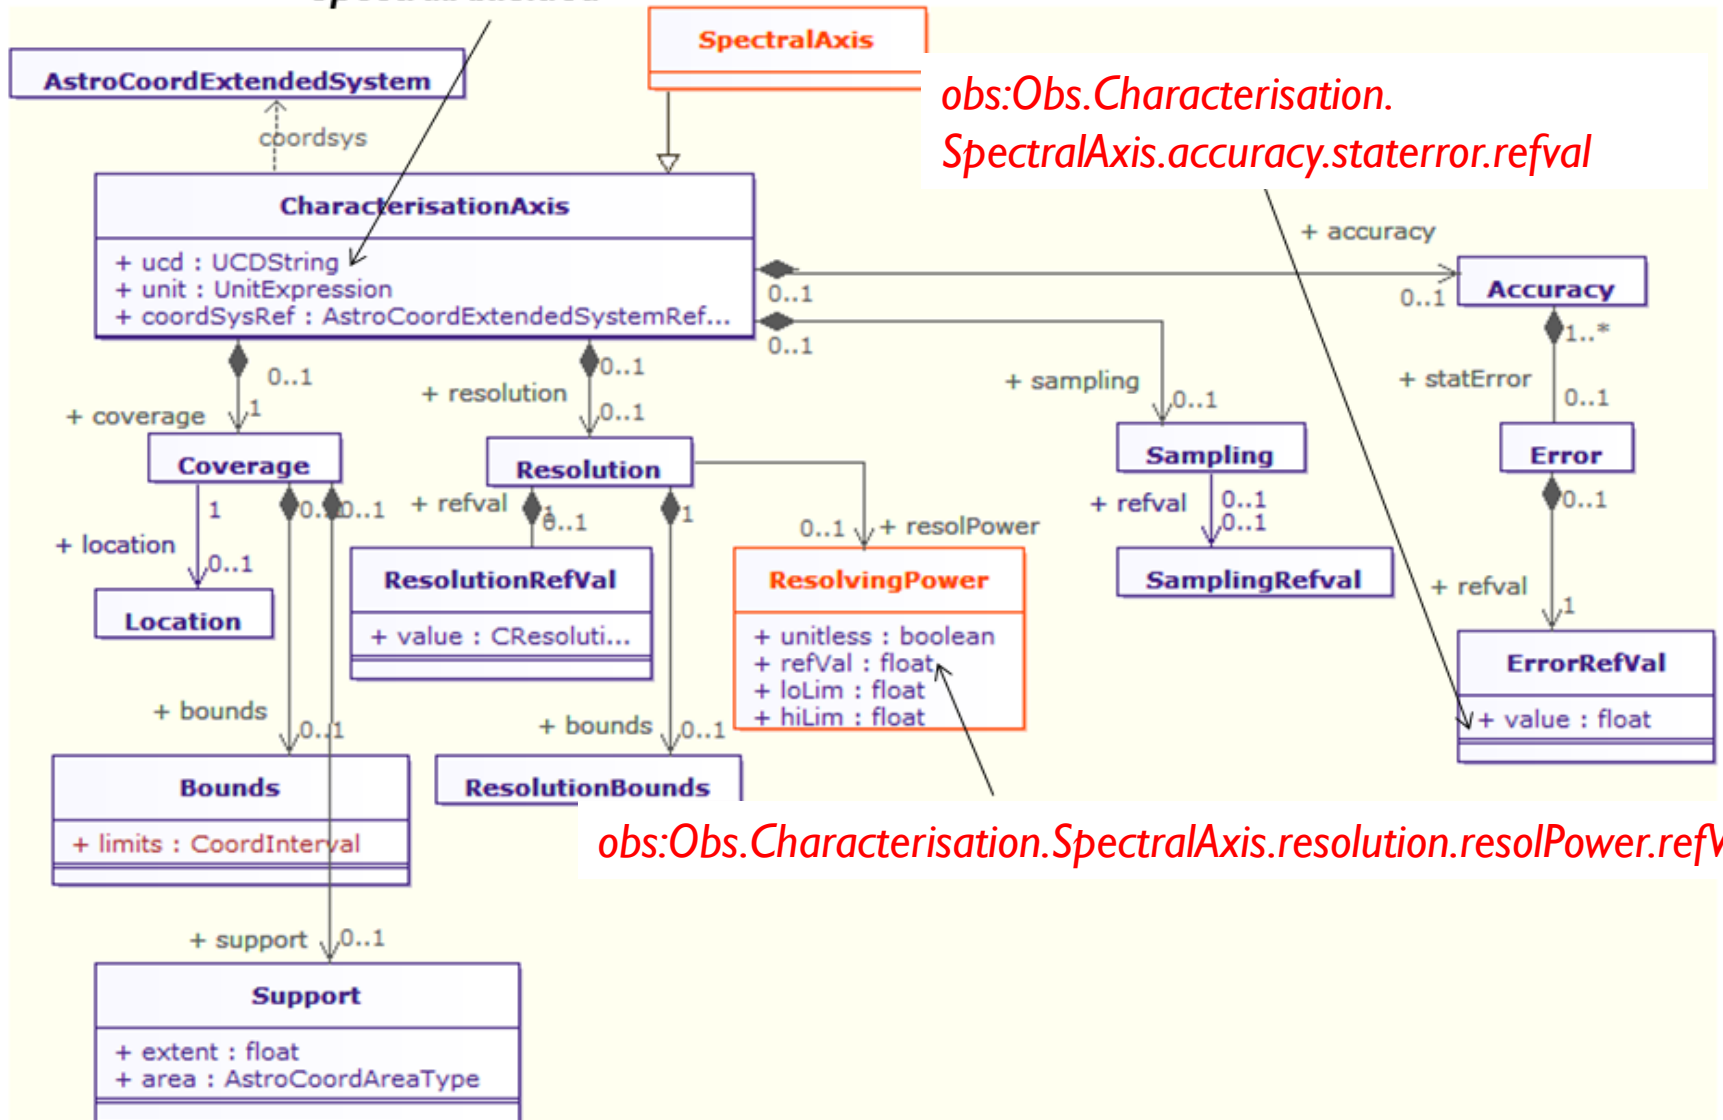 SpectralAxis
AstroCoordExtendedSystem
obs:Obs.Characterisation.
SpectralAxis.accuracy.staterror.refval
coordsys
CharacterisationAxis
+ ucd : UCDString
+ unit : UnitExpression
+ coordSysRef : AstroCoordExtendedSystemRef...
+ accuracy
0..1
0..1
Accuracy
0..1
1..*
+ statError
0..1
Error
0..1
+ sampling
0..1
Sampling
+ refval
0..1
0..1
SamplingRefval
0..1
+ coverage
1
Coverage
0..1
+ resolution
0..1
Resolution
1
+ location
0..1
Location
0..1
+ refval
0..1
1
0..1
+ resolPower
ResolutionRefVal
+ value : CResoluti...
ResolvingPower
+ unitless : boolean
+ refVal : float
+ loLim : float
+ hiLim : float
+ refval
1
ErrorRefVal
+ value : float
+ bounds
0..1
Bounds
+ limits : CoordInterval
+ bounds
0..1
ResolutionBounds
obs:Obs.Characterisation.SpectralAxis.resolution.resolPower.refV
+ support
0..1
Support
+ extent : float
+ area : AstroCoordAreaType